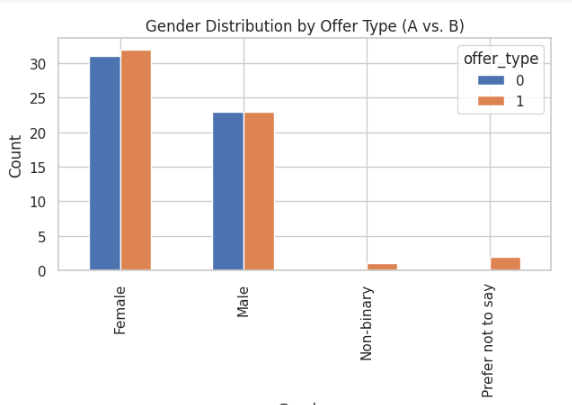 Gender Distribution by Offer Type (A vs. B)
offer_type
0
1
Count
30
25
20
15
10
5
0
Female
Male
Non-binary
Prefer not to say